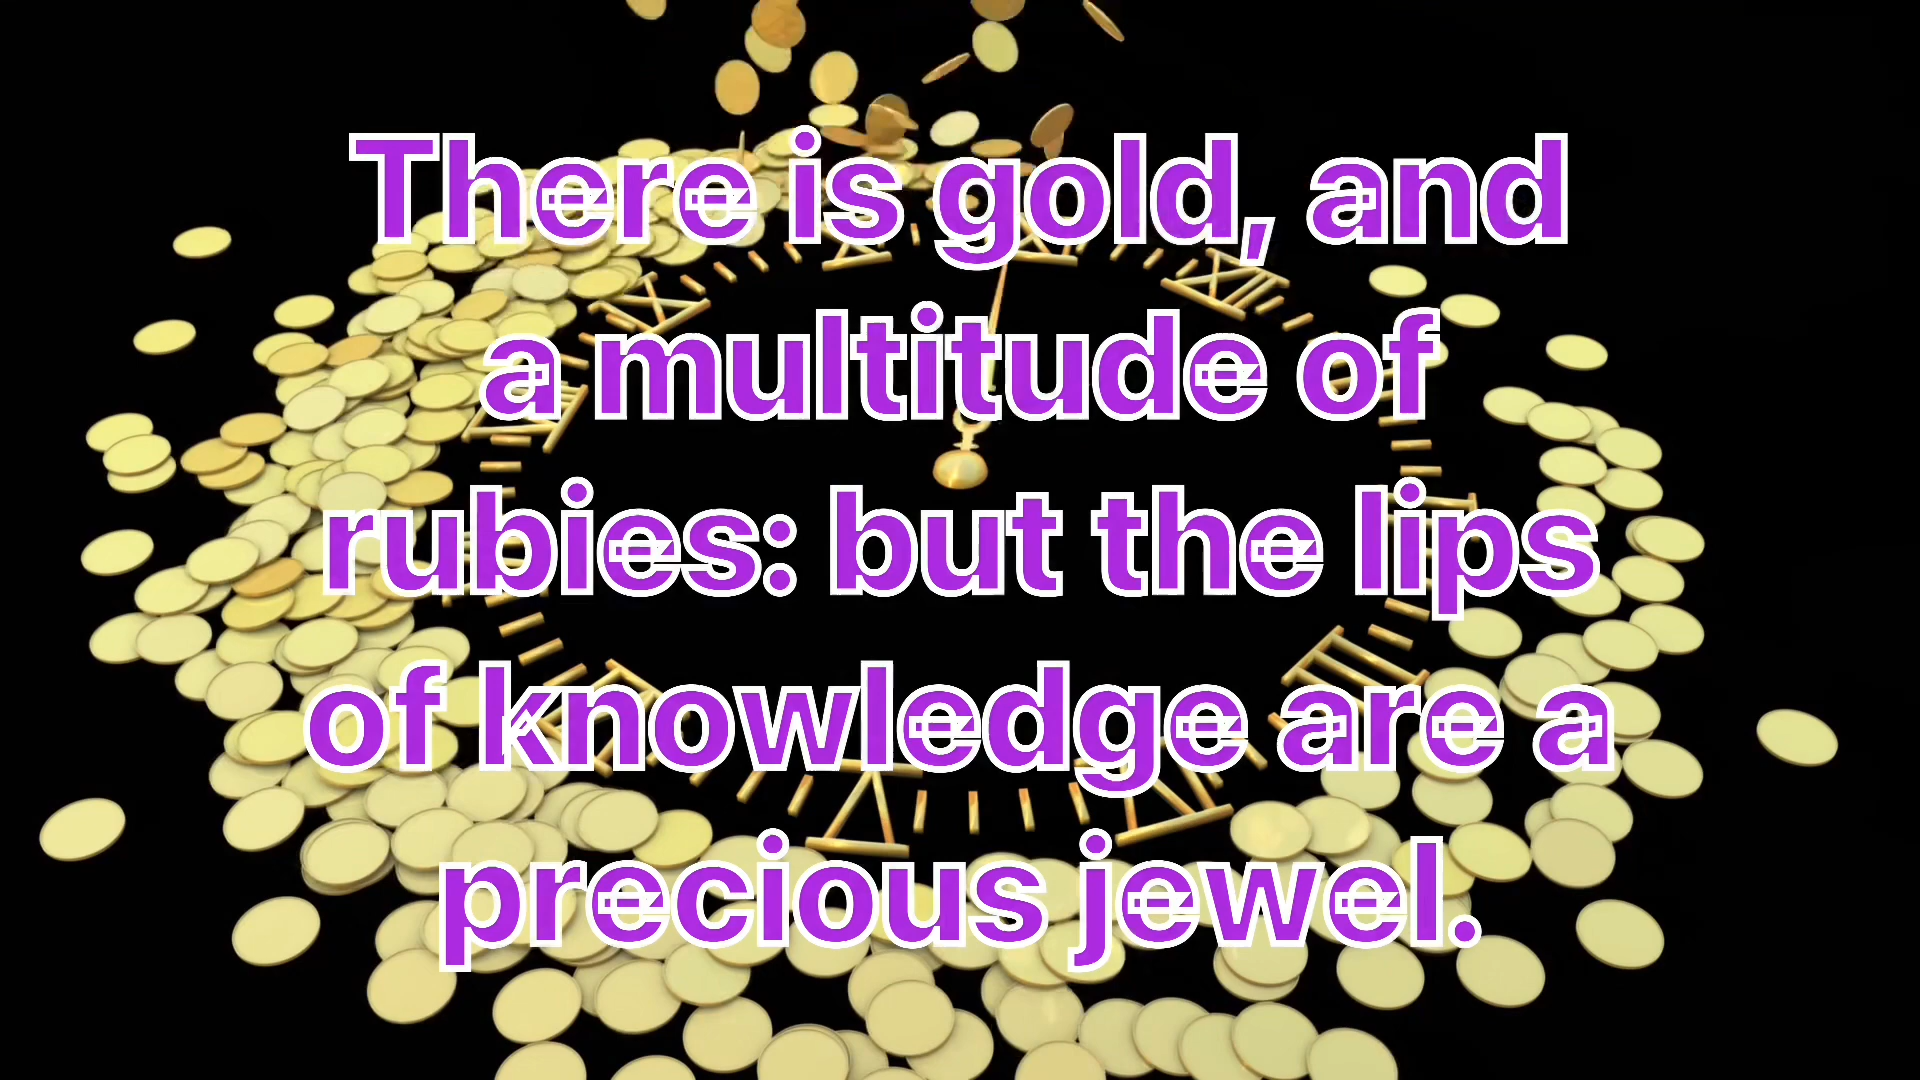 There is gold, and
a multitude of
rubies: but the lips
of knowledge are a
precious jewel.